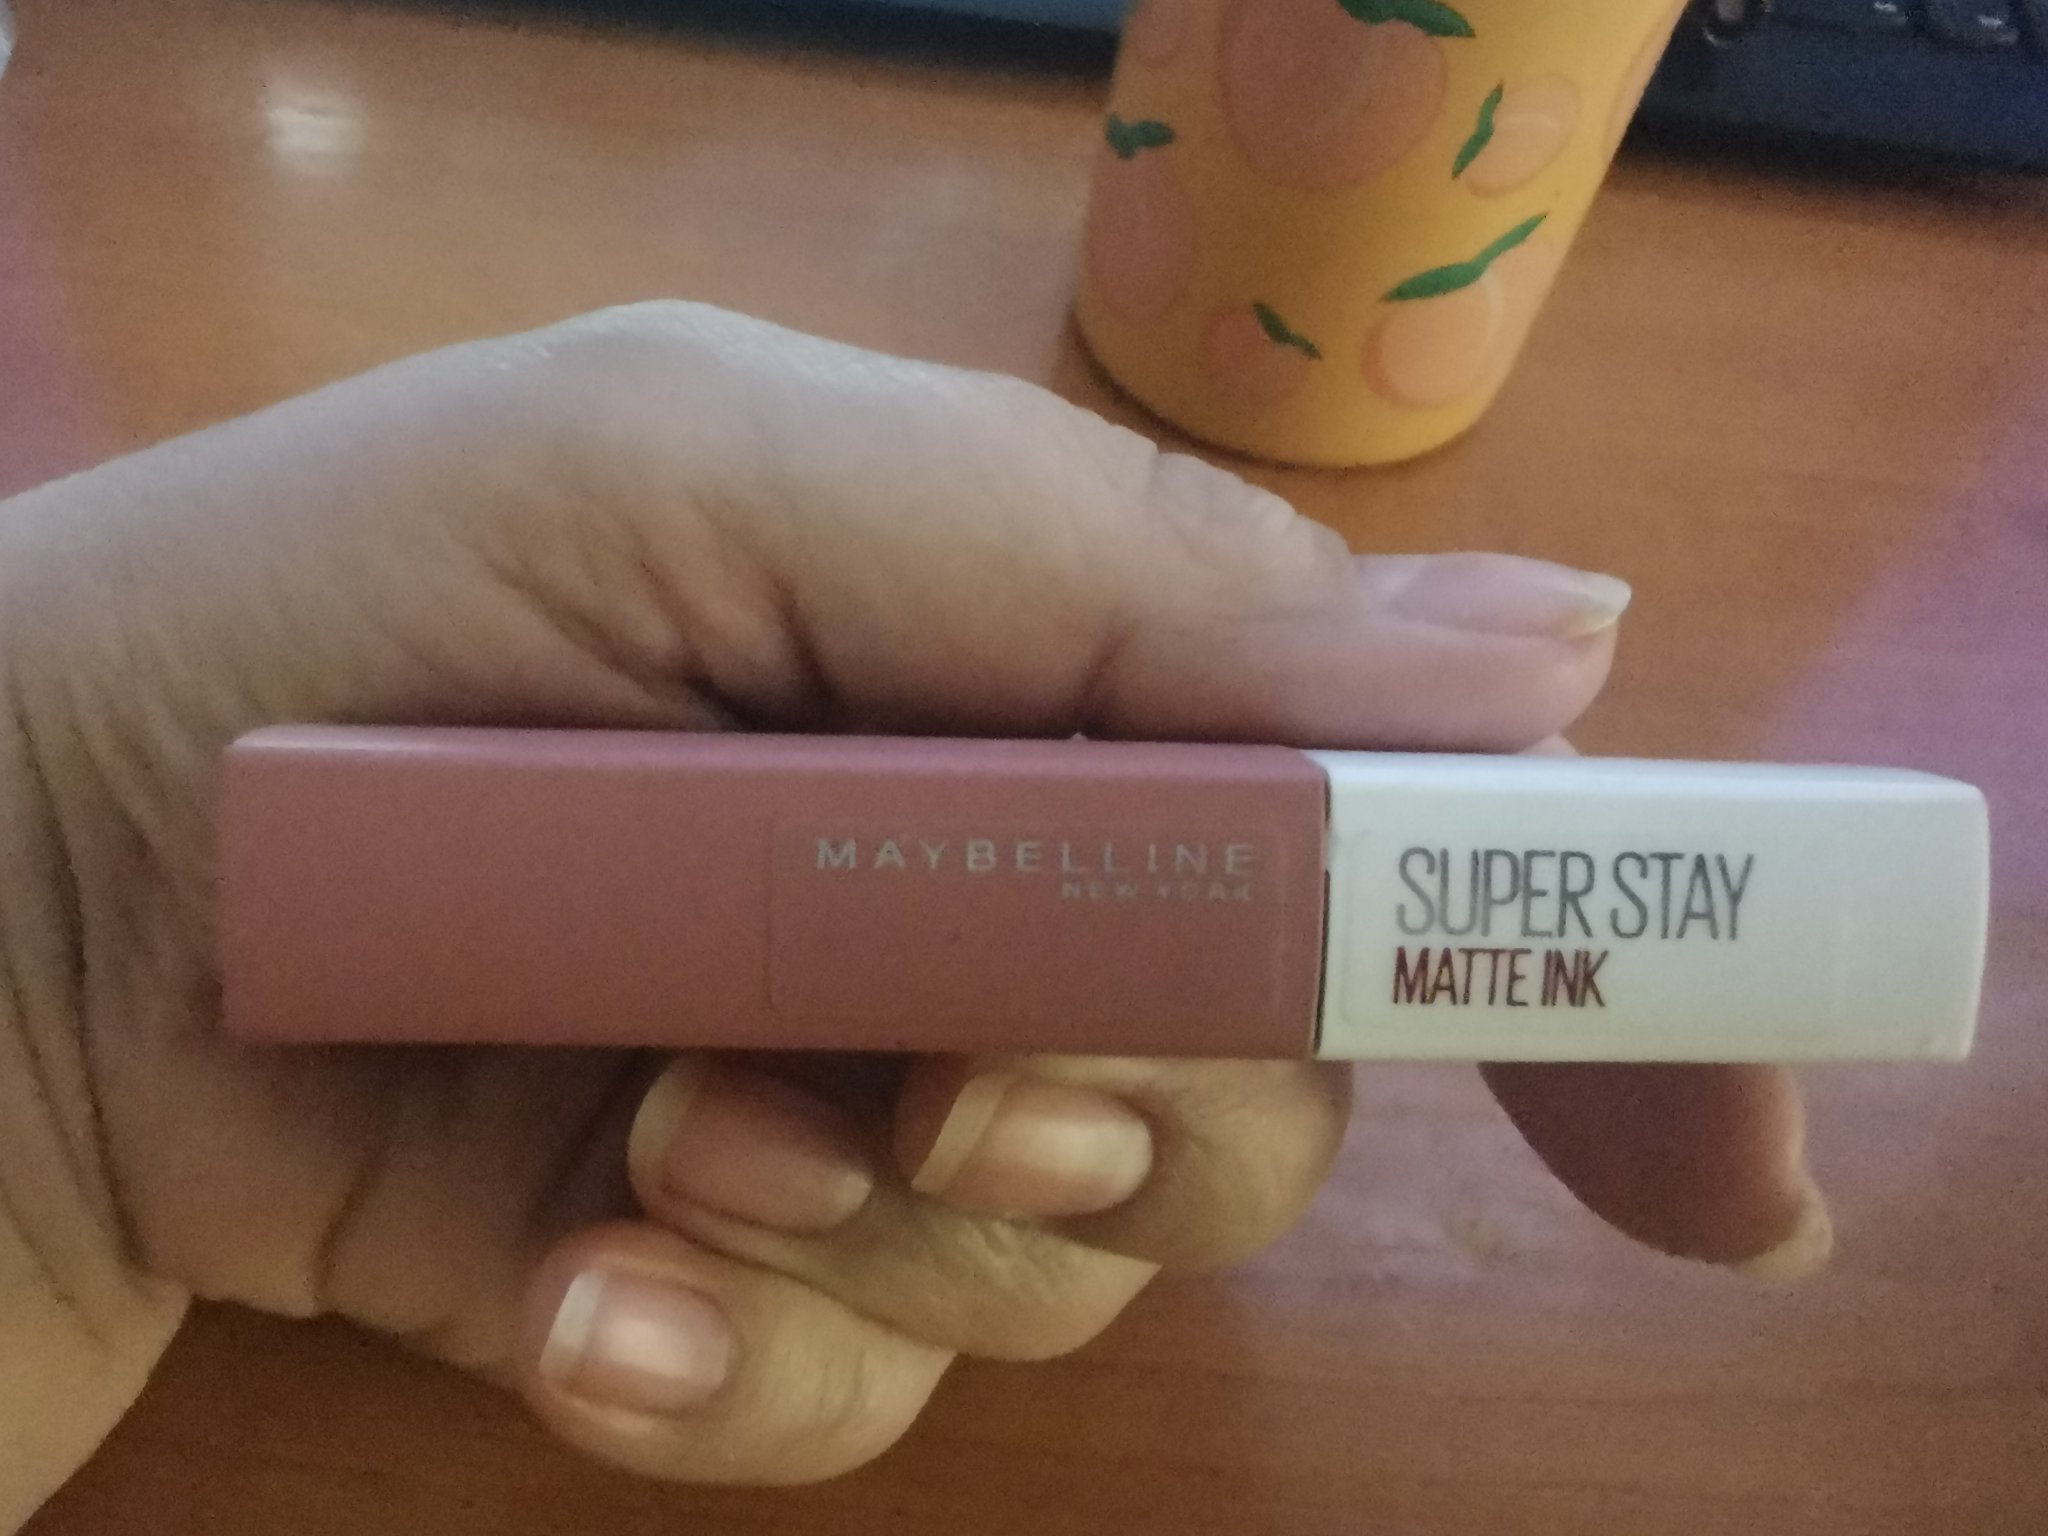 MAYBELLINE
NEW YORK
SUPER STAY
MATTE INK